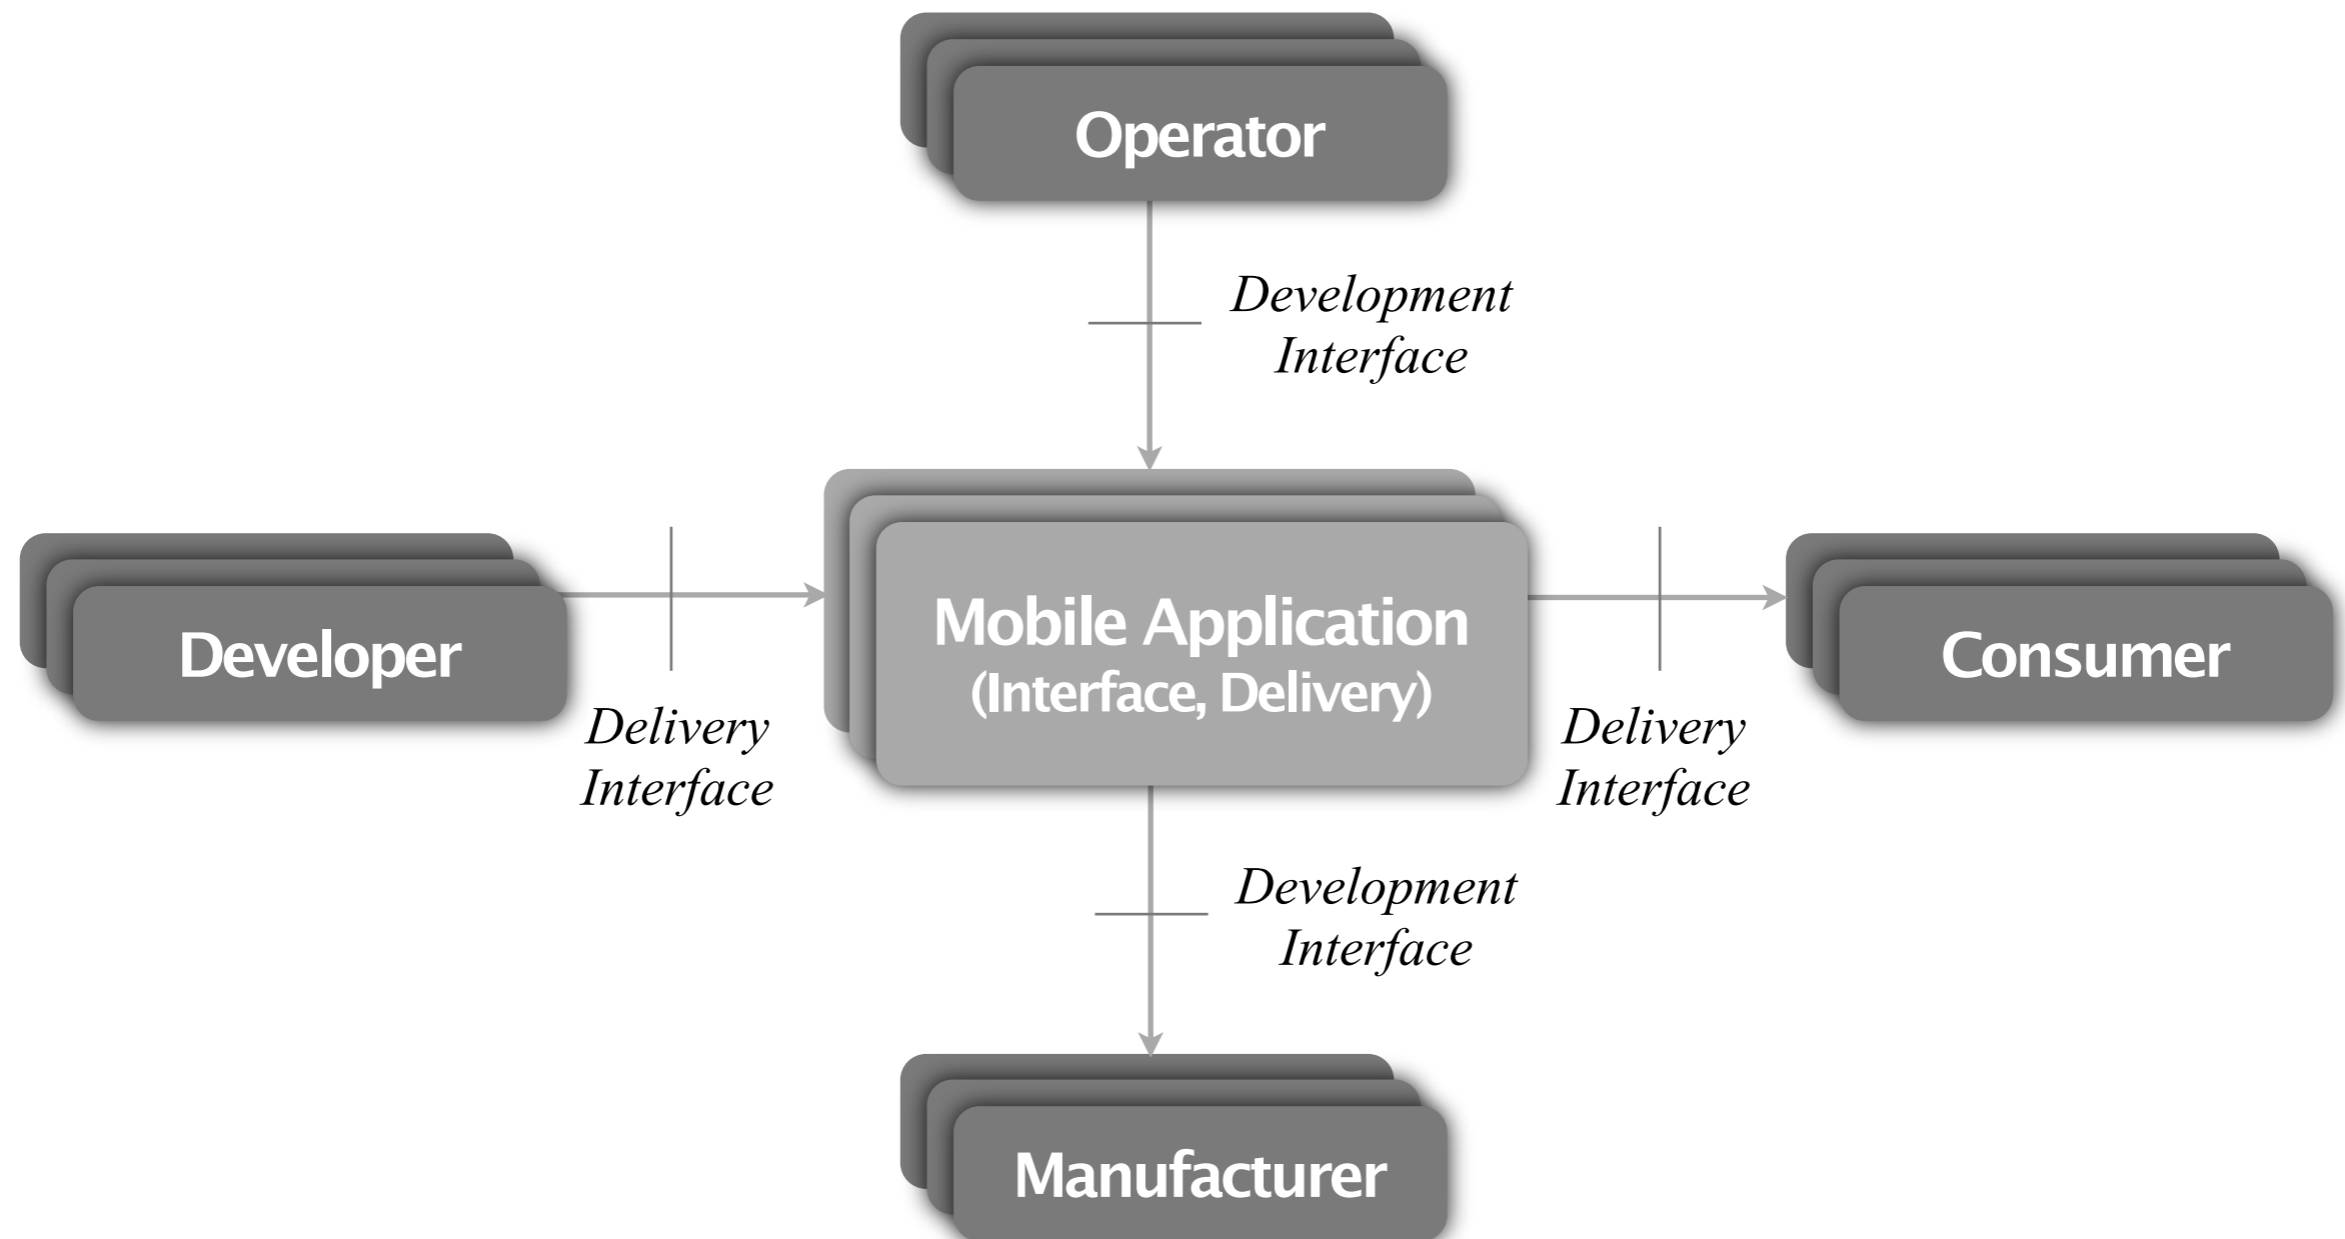 Operator
Development
Interface
Developer
Delivery
Interface
Mobile Application
(Interface, Delivery)
Delivery
Interface
Consumer
Development
Interface
Manufacturer